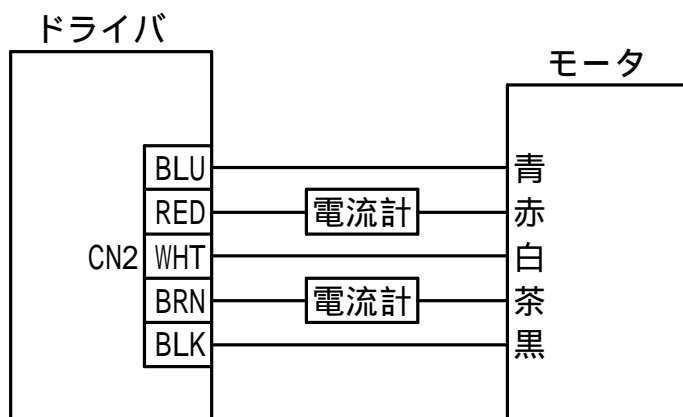 ドライバ
モータ
BLU 青
RED 電流計 赤
CN2 WHT 白
BRN 電流計 茶
BLK 黒